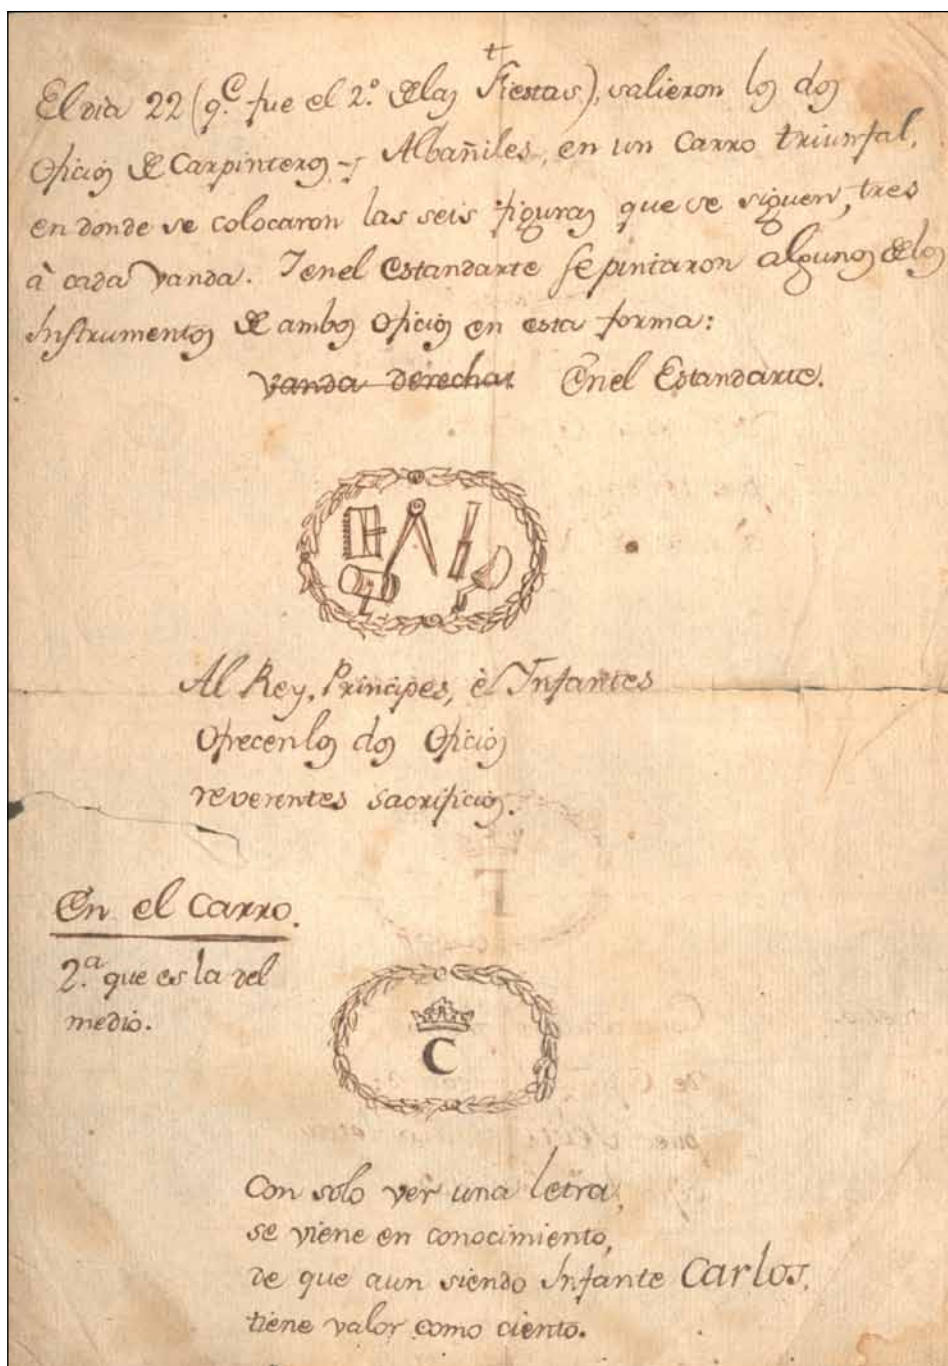 t
El dia 22 (q.e fue el 2.o de las Fiestas), salieron los dos
Oficios de Carpinteros y Albañiles, en un Carro triunfal,
en donde se colocaron las seis figuras que se siguen, tres
à cada vanda. Y en el Estandarte se pintaron algunos de los
Instrumentos de ambos Oficios en esta forma:
vanda derecha. En el Estandarte.
Al Rey, Principes, è Infantes
Ofrecen los dos Oficios
reverentes sacrificios.
En el Carro.
2.a que es la del
medio.
C
Con solo ver una letra,
se viene en conocimiento,
de que aun siendo Infante Carlos,
tiene valor como ciento.